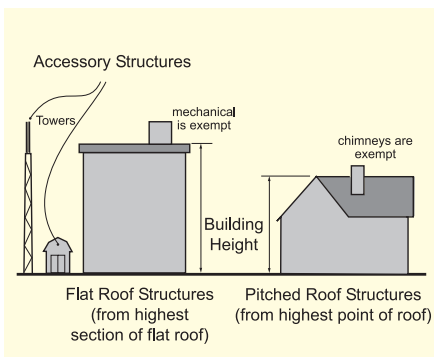 Accessory Structures
Towers
mechanical
is exempt
chimneys are
exempt
Building
Height
Flat Roof Structures
(from highest
section of flat roof)
Pitched Roof Structures
(from highest point of roof)